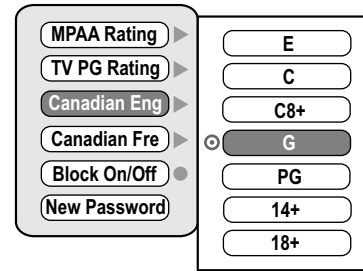 MPAA Rating
TV PG Rating
Canadian Eng
Canadian Fre
Block On/Off
New Password
E
C
C8+
G
PG
14+
18+